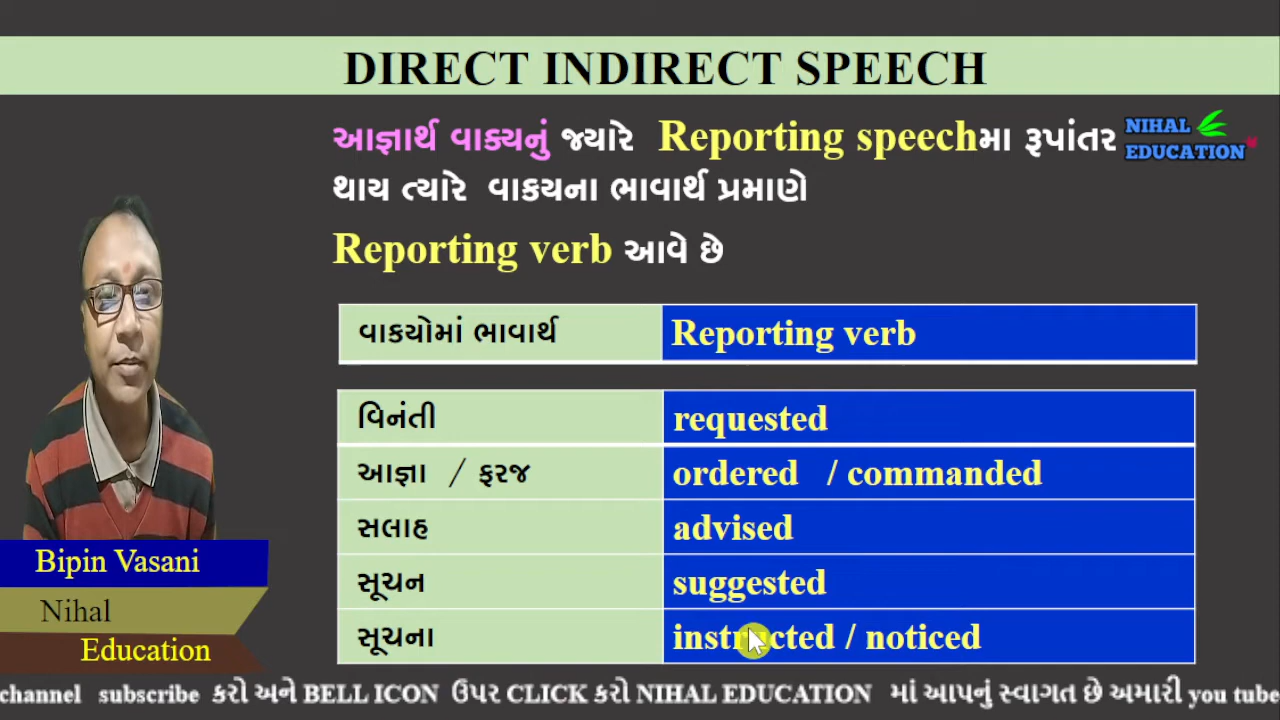 DIRECT INDIRECT SPEECH
આજ્ઞાર્થ વાક્યનું જ્યારે Reporting speechમા રૂપાંતર
થાય ત્યારે વાકયના ભાવાર્થ પ્રમાણે
Reporting verb આવે છે
NIHAL
EDUCATION
વાકયોમાં ભાવાર્થ Reporting verb
વિનંતી requested
આજ્ઞા / ફરજ ordered / commanded
સલાહ advised
સૂચન suggested
સૂચના instructed / noticed
Bipin Vasani
Nihal
Education
channel subscribe કરો અને BELL ICON ઉપર CLICK કરો NIHAL EDUCATION માં આપનું સ્વાગત છે અમારી you tube